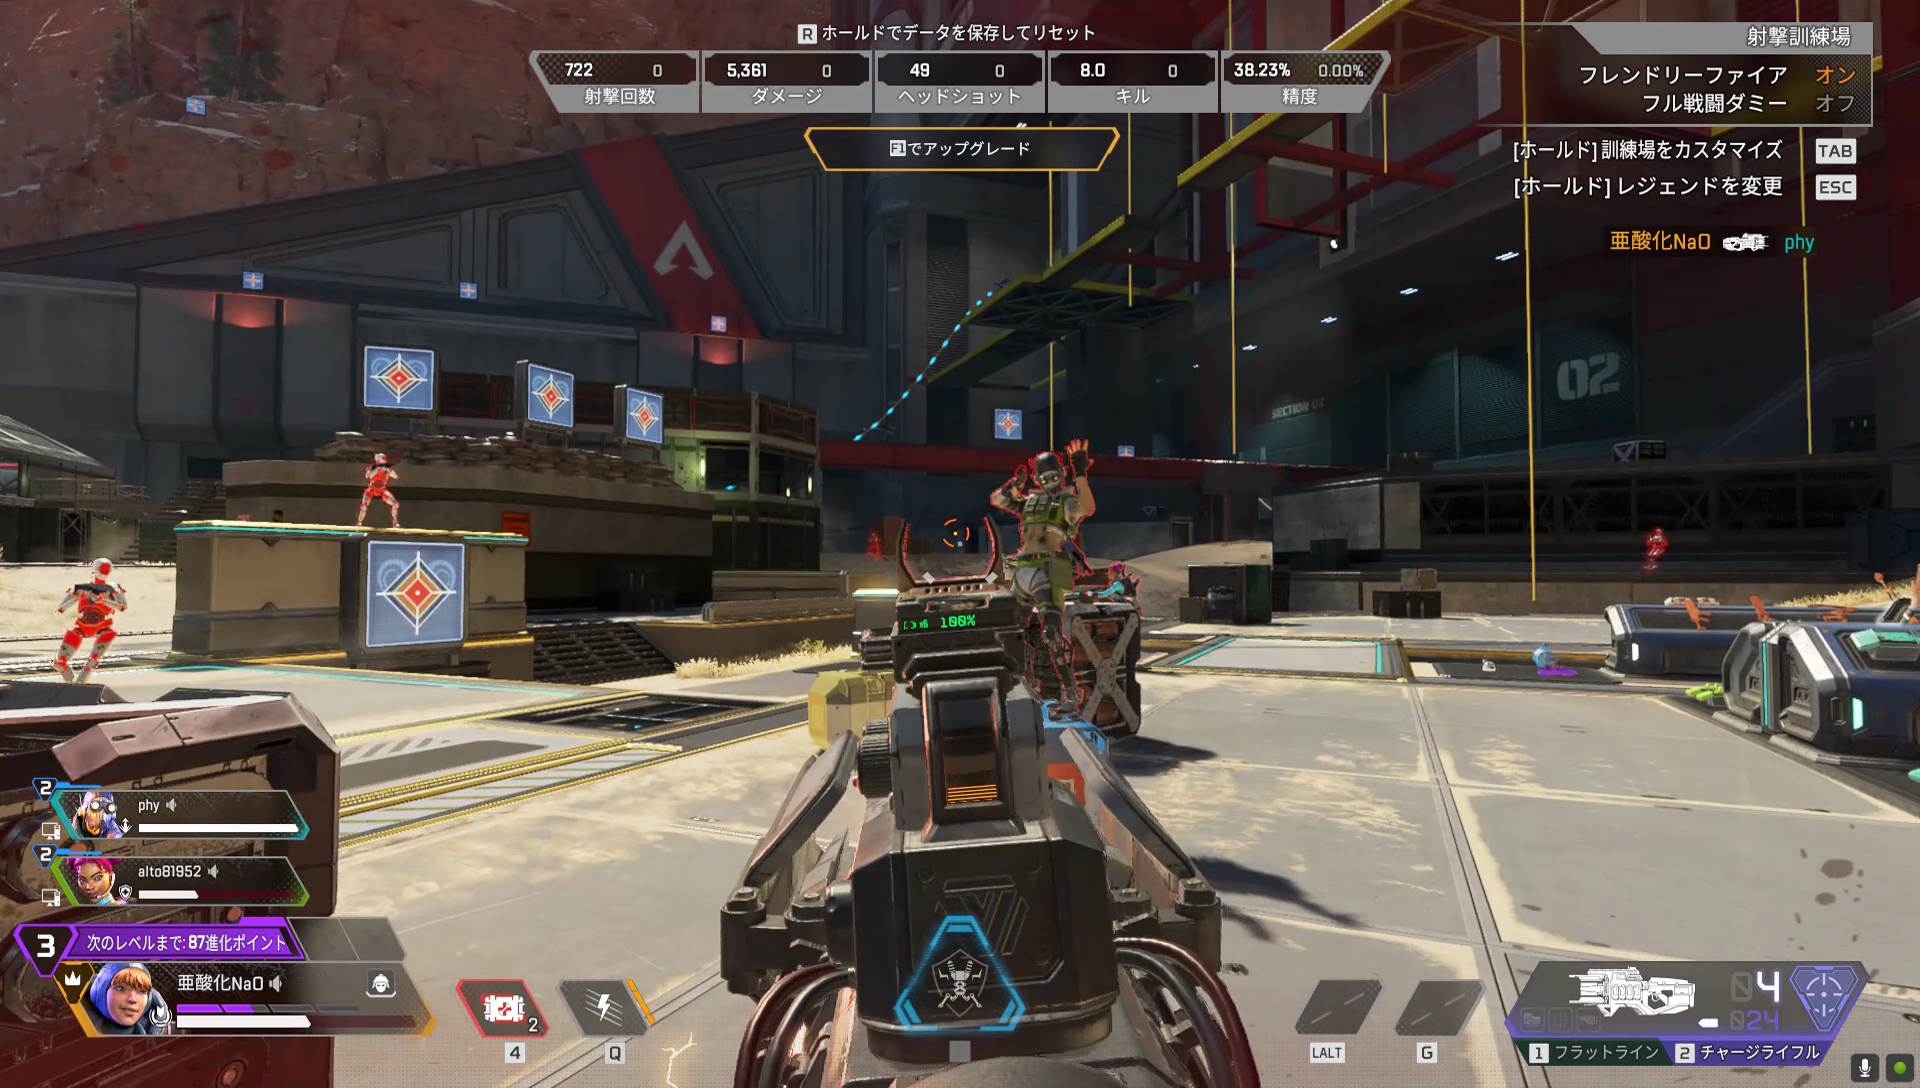 R ホールドでデータを保存してリセット
722 0 5,361 0 49 0 8.0 0 38.23% 0.00%
射撃回数 ダメージ ヘッドショット キル 精度
F1でアップグレード
射撃訓練場
フレンドリーファイア オン
フル戦闘ダミー オフ
[ホールド]訓練場をカスタマイズ TAB
[ホールド]レジェンドを変更 ESC
亜酸化NaO phy
02
SECTION 02
x6 100%
2
phy
2
alto81952
3 次のレベルまで:87進化ポイント
亜酸化NaO
2
4 Q
LALT G
04
024
1 フラットライン 2 チャージライフル